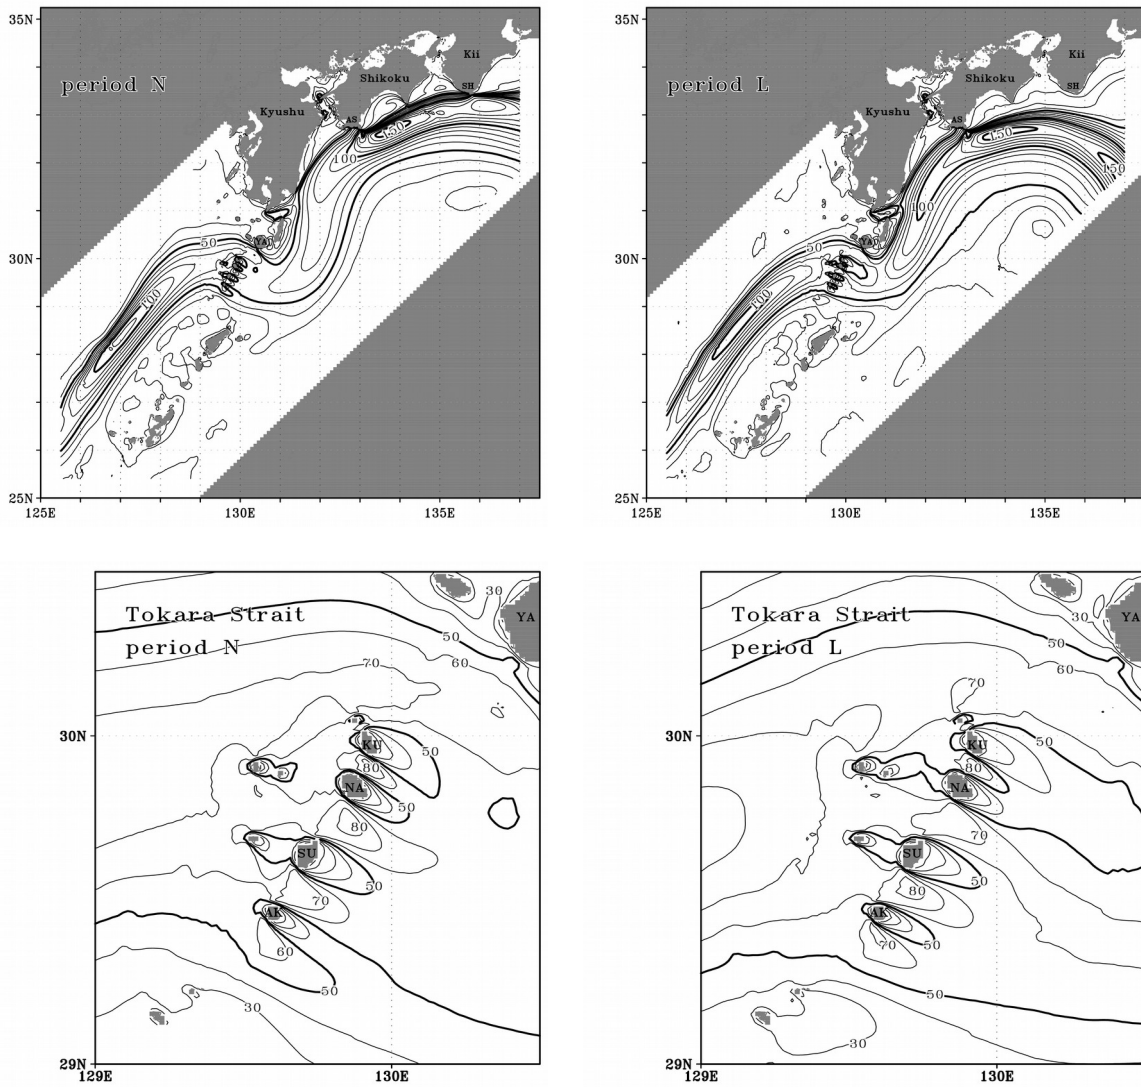 35N
period N
Kii
Shikoku
SH
Kyushu
AS
150
100
50
YA
30N
100
25N
125E 130E 135E
35N
period L
Kii
Shikoku
SH
Kyushu
AS
150
150
100
50
YA
30N
100
25N
125E 130E 135E
Tokara Strait
period N
30
YA
50
60
70
30N
KU
50
80
NA
50
80
SU
50
70
AK
60
50
30
29N
129E 130E
Tokara Strait
period L
30
YA
50
60
70
30N
KU
50
80
NA
70
SU
50
80
AK
50
70
50
30
29N
129E 130E